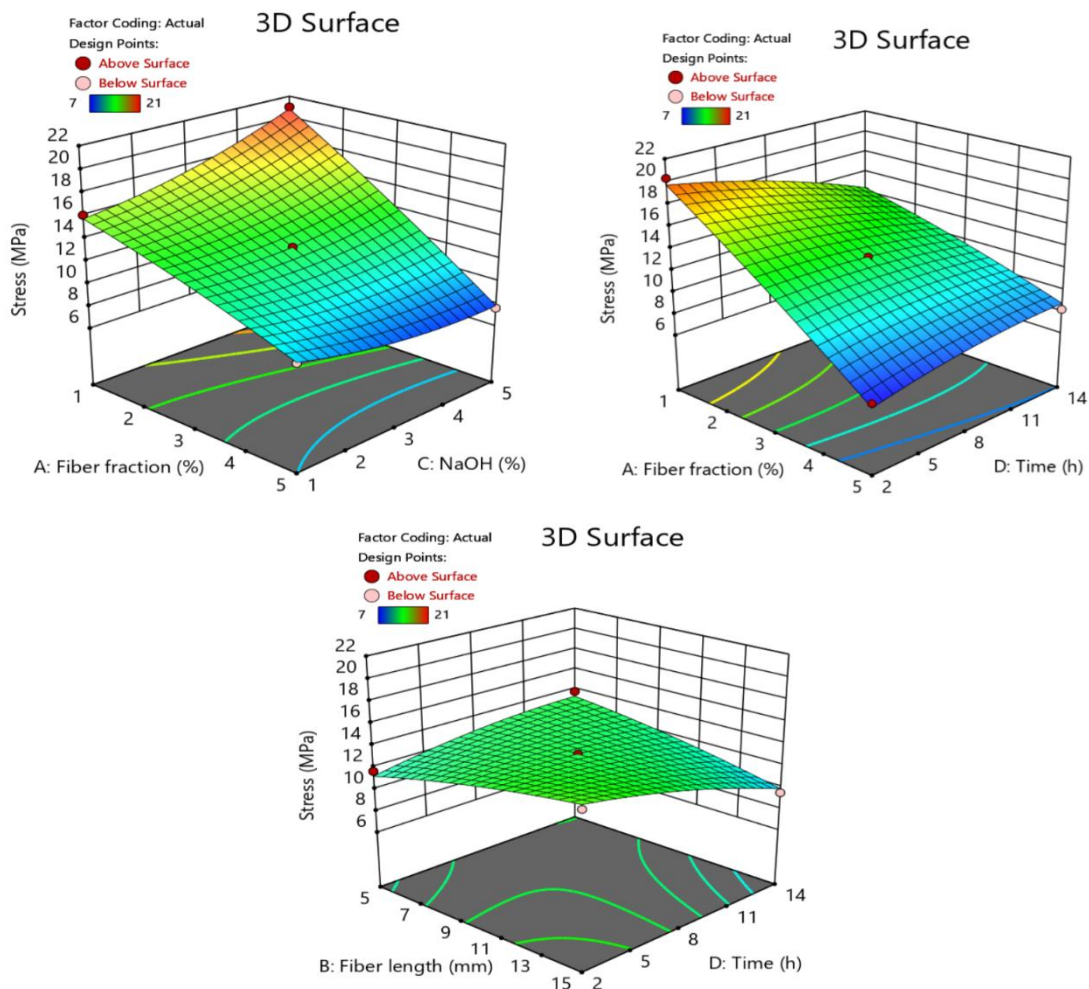 3D Surface
Factor Coding: Actual
Design Points:
Above Surface
Below Surface
7 21
22
20
18
16
14
12
10
8
6
Stress (MPa)
1
2
3
4
5
A: Fiber fraction (%)
1
2
3
4
5
C: NaOH (%)
3D Surface
Factor Coding: Actual
Design Points:
Above Surface
Below Surface
7 21
22
20
18
16
14
12
10
8
6
Stress (MPa)
1
2
3
4
5
A: Fiber fraction (%)
2
5
8
11
14
D: Time (h)
3D Surface
Factor Coding: Actual
Design Points:
Above Surface
Below Surface
7 21
22
20
18
16
14
12
10
8
6
Stress (MPa)
5
7
9
11
13
15
B: Fiber length (mm)
2
5
8
11
14
D: Time (h)